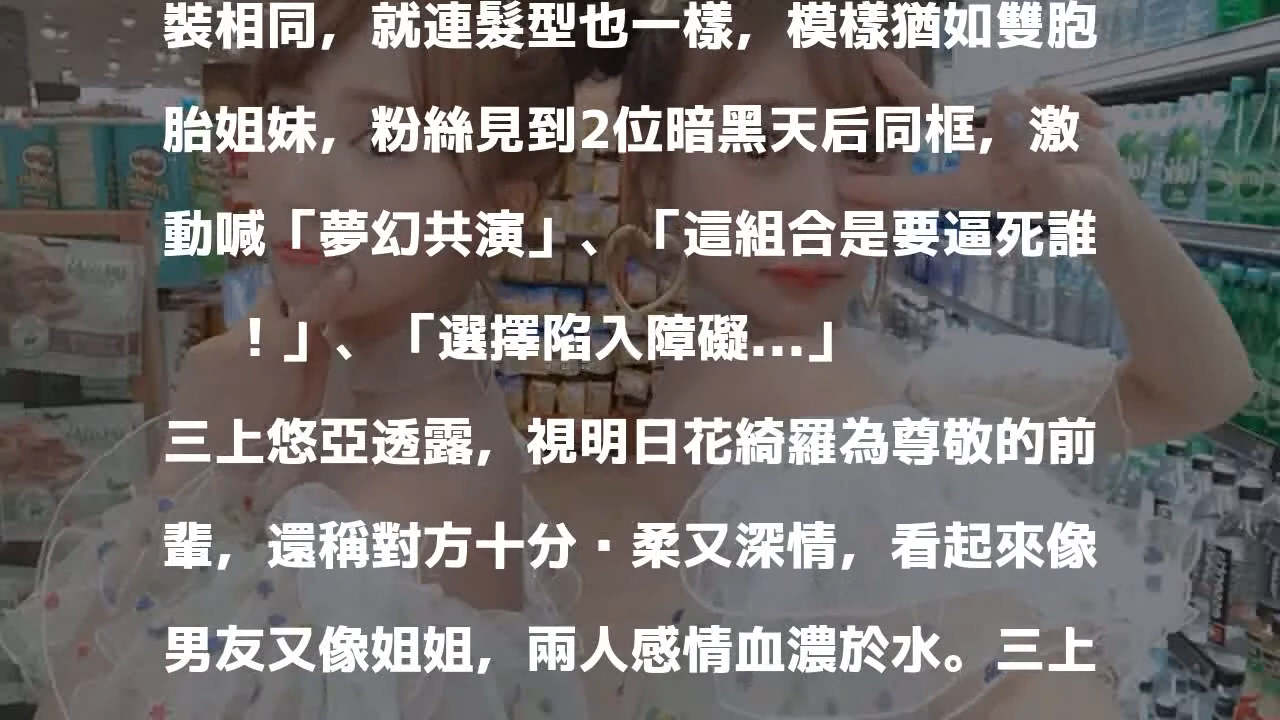 裝相同，就連髮型也一樣，模樣猶如雙胞
胎姐妹，粉絲見到2位暗黑天后同框，激
動喊「夢幻共演」、「這組合是要逼死誰
！」、「選擇陷入障礙...」
三上悠亞透露，視明日花綺羅為尊敬的前
輩，還稱對方十分·柔又深情，看起來像
男友又像姐姐，兩人感情血濃於水。三上